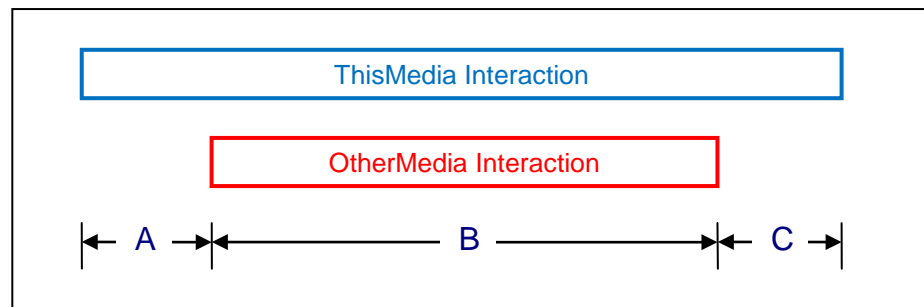 ThisMedia Interaction
OtherMedia Interaction
A B C